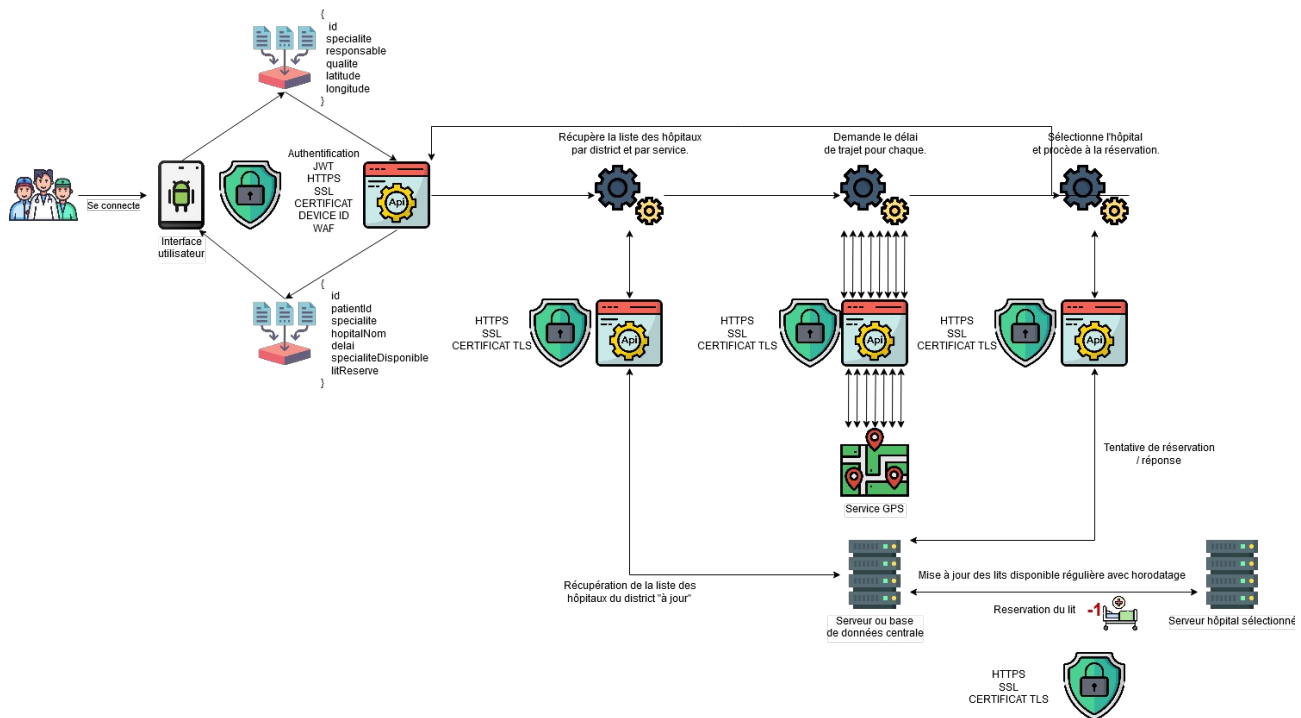 {
id
specialite
responsable
qualite
latitude
longitude
}
Récupère la liste des hôpitaux
par district et par service.
Demande le délai
de trajet pour chaque.
Sélectionne l'hôpital
et procède à la réservation.
Authentification
JWT
HTTPS
SSL
CERTIFICAT
DEVICE ID
WAF
Api
Se connecte
Interface
utilisateur
{
id
patientId
specialite
hopitalNom
delai
specialiteDisponible
litReserve
}
HTTPS
SSL
CERTIFICAT TLS
Api
HTTPS
SSL
CERTIFICAT TLS
Api
HTTPS
SSL
CERTIFICAT TLS
Api
Tentative de réservation
/ réponse
Service GPS
Récupération de la liste des
hôpitaux du district "à jour"
Mise à jour des lits disponible régulière avec horodatage
Reservation du lit
-1
Serveur ou base
de données centrale
Serveur hôpital sélectionné
HTTPS
SSL
CERTIFICAT TLS